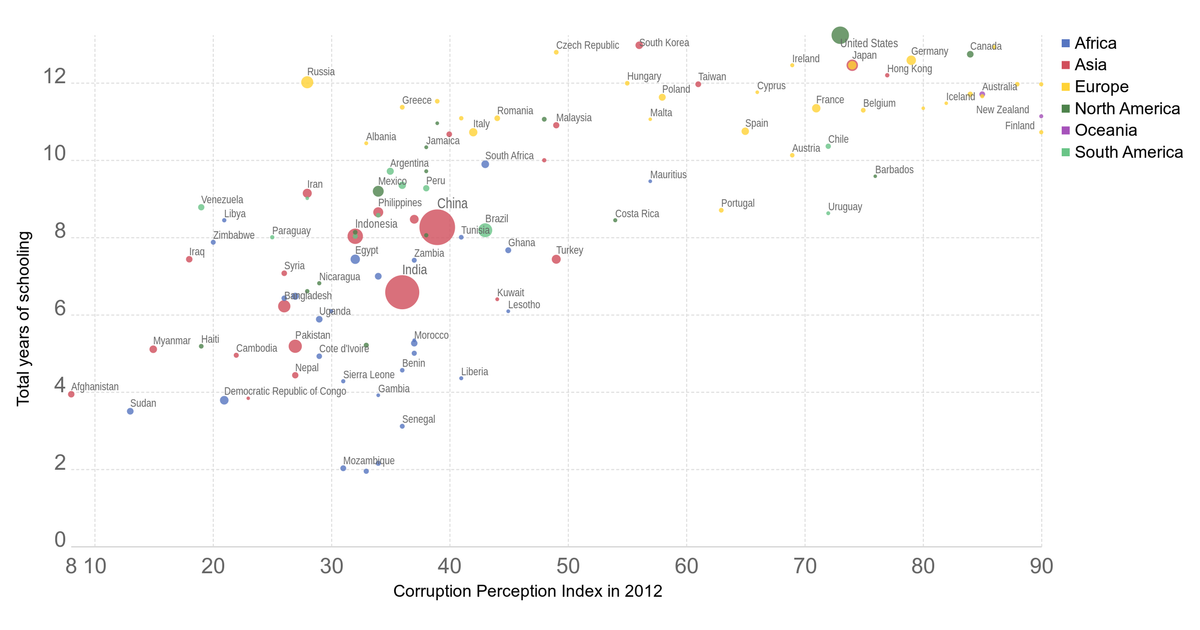 Czech Republic
South Korea
United States
Canada
Ireland
Japan
Germany
Hong Kong
Russia
Hungary
Taiwan
Poland
Cyprus
Australia
Greece
Iceland
France
Belgium
Malta
New Zealand
Romania
Malaysia
Italy
Spain
Finland
Albania
Jamaica
Chile
Austria
South Africa
Argentina
Barbados
Mexico
Peru
Mauritius
Iran
Philippines
China
Portugal
Venezuela
Libya
Costa Rica
Uruguay
Indonesia
Brazil
Zimbabwe
Paraguay
Tunisia
Ghana
Iraq
Egypt
Zambia
Turkey
Syria
India
Nicaragua
Bangladesh
Kuwait
Uganda
Lesotho
Myanmar
Haiti
Pakistan
Morocco
Cambodia
Cote d'Ivoire
Nepal
Sierra Leone
Benin
Liberia
Afghanistan
Democratic Republic of Congo
Gambia
Sudan
Senegal
Mozambique
12
10
8
6
4
2
0
Total years of schooling
8 10 20 30 40 50 60 70 80 90
Corruption Perception Index in 2012
Africa
Asia
Europe
North America
Oceania
South America